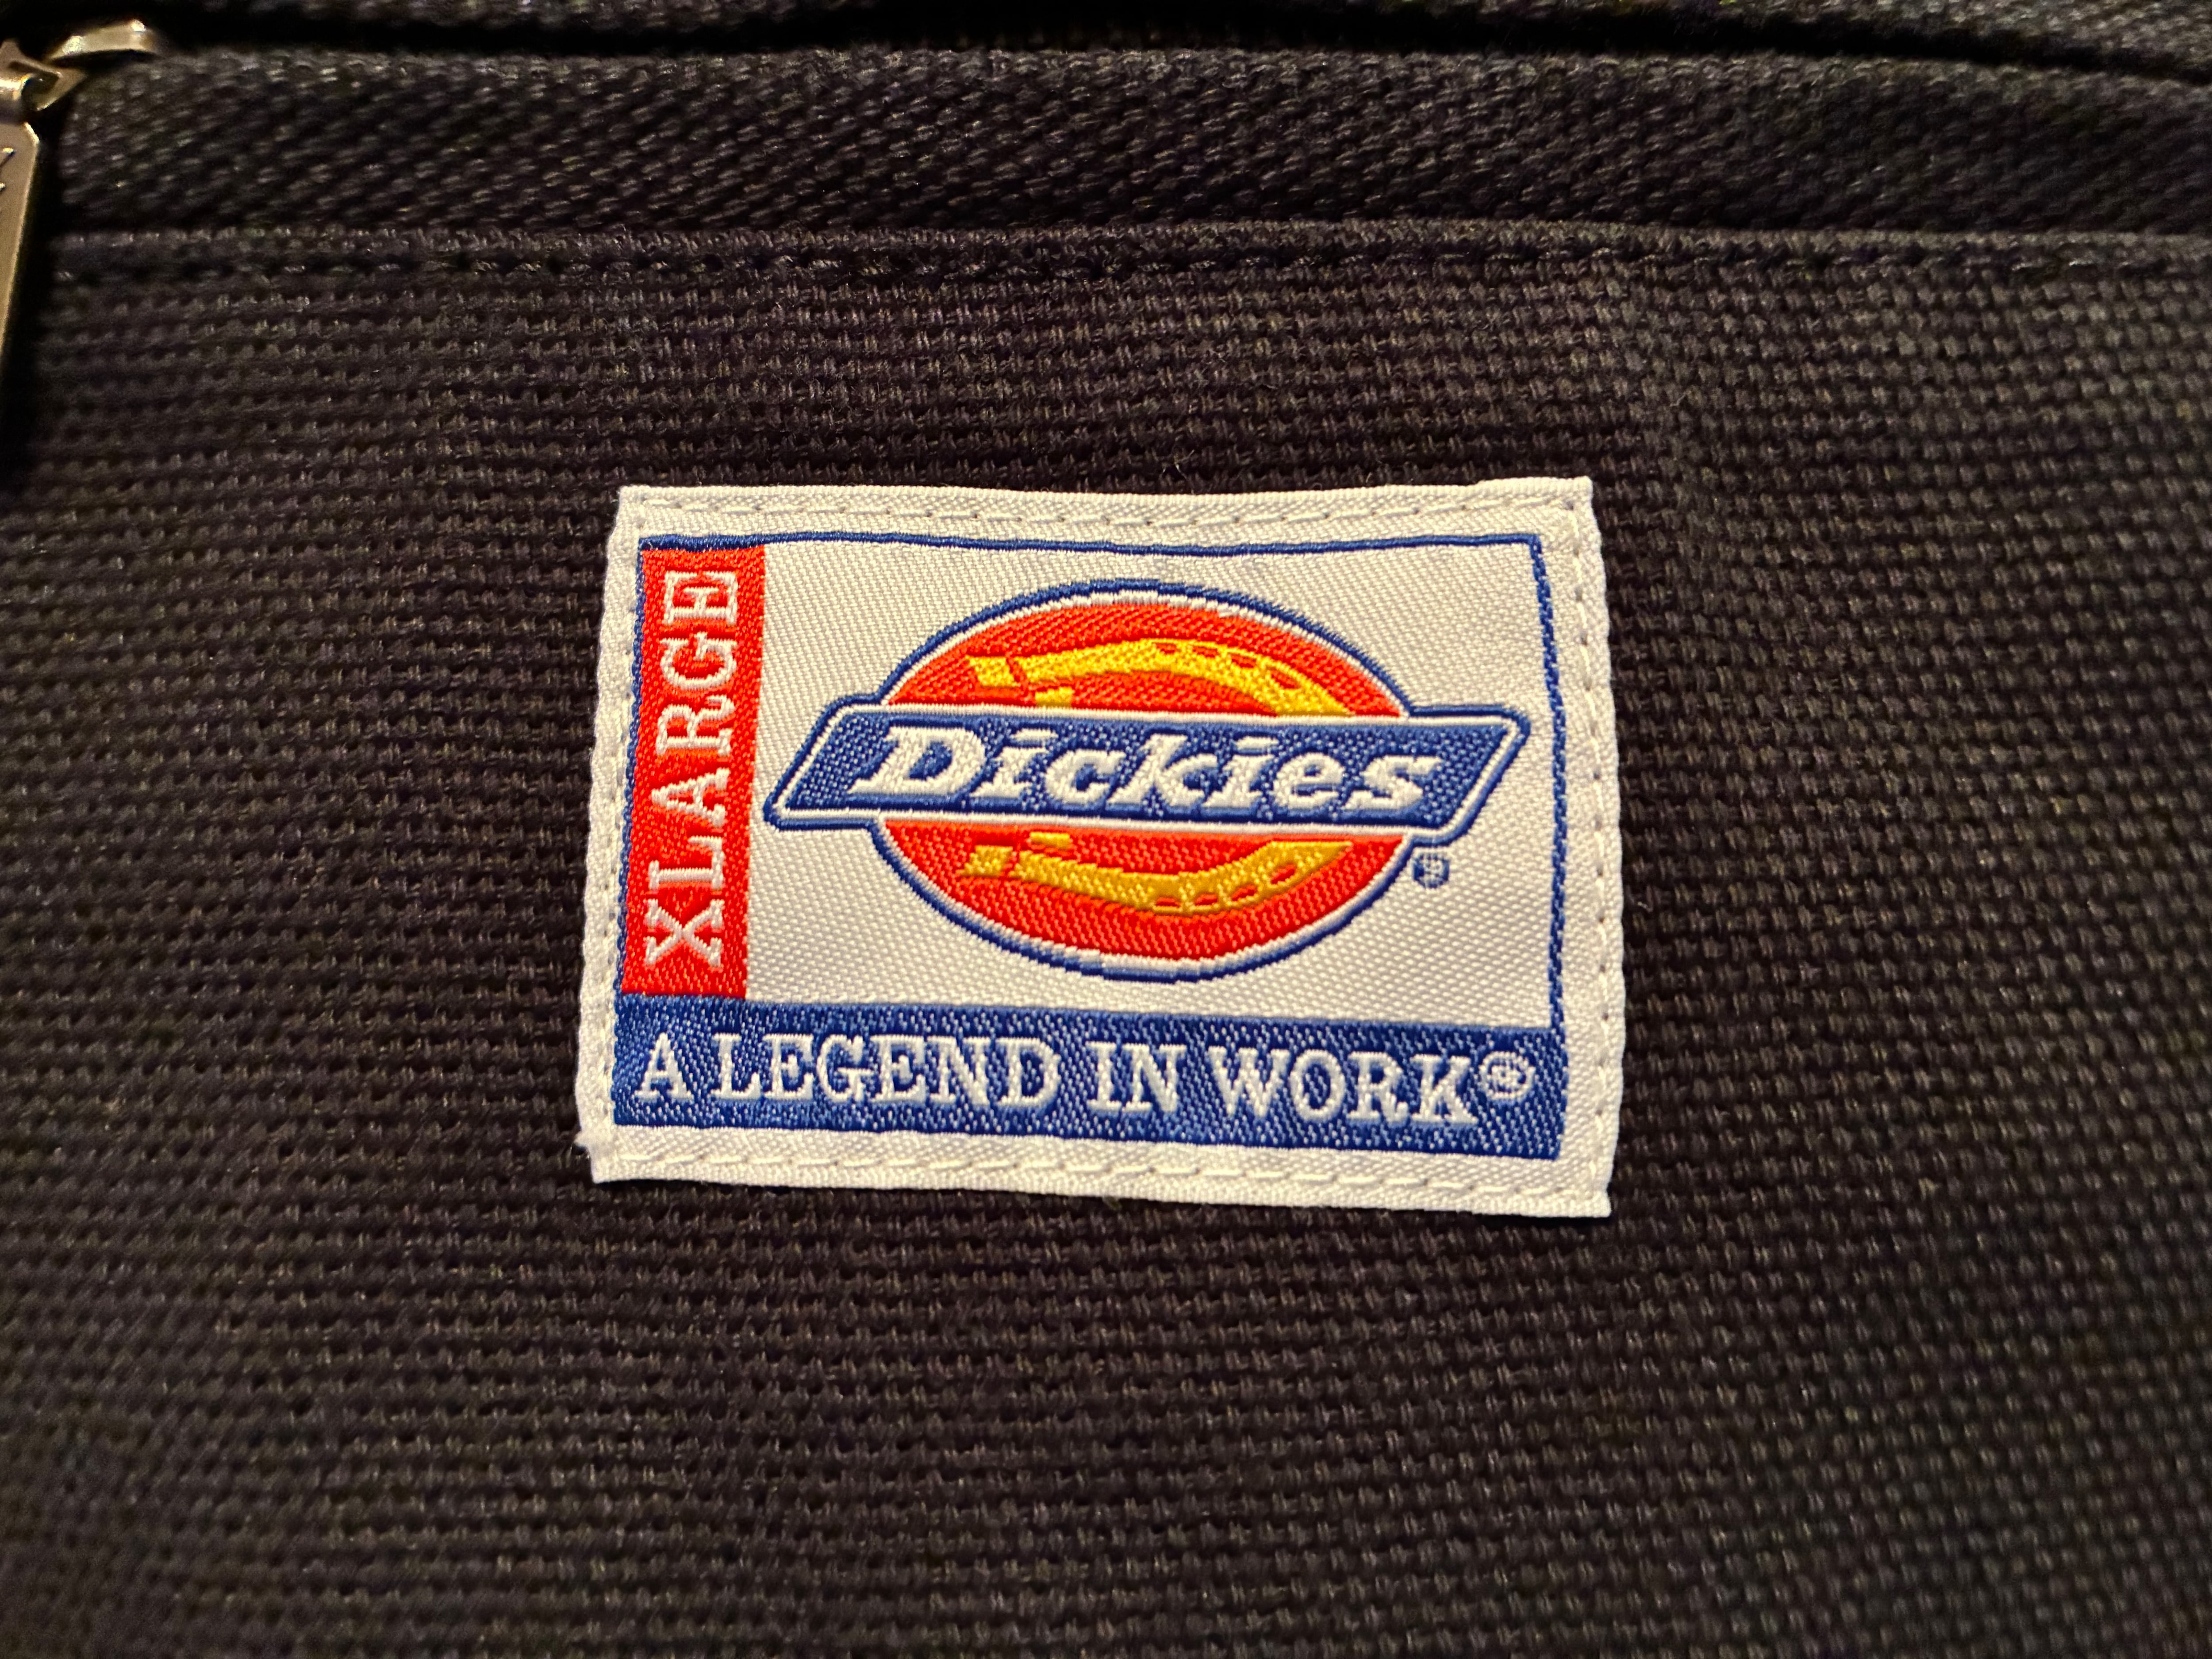 XLARGE
Dickies®
A LEGEND IN WORK®